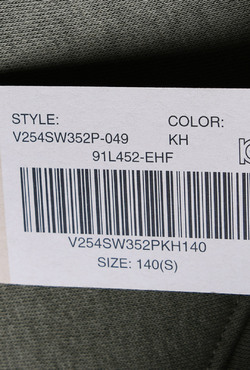 STYLE: COLOR:
V254SW352P-049 KH
91L452-EHF
V254SW352PKH140
SIZE: 140(S)